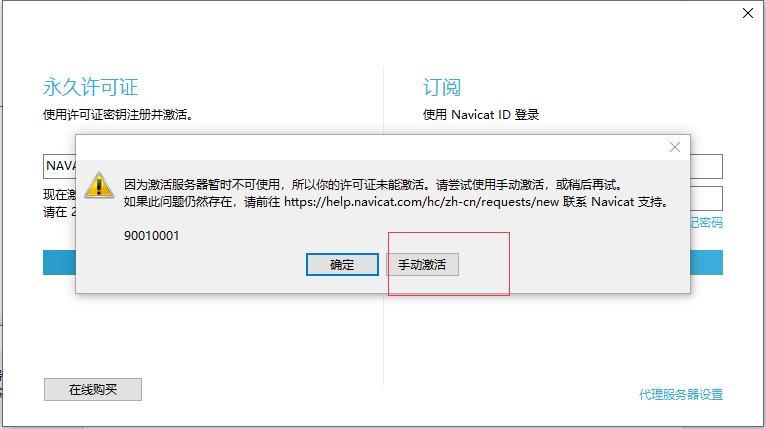 永久许可证
使用许可证密钥注册并激活。
订阅
使用 Navicat ID 登录
NAVA
现在激
请在 2
因为激活服务器暂时不可使用，所以你的许可证未能激活。请尝试使用手动激活，或稍后再试。
如果此问题仍然存在，请前往 https://help.navicat.com/hc/zh-cn/requests/new 联系 Navicat 支持。
90010001
确定
手动激活
记密码
在线购买
代理服务器设置